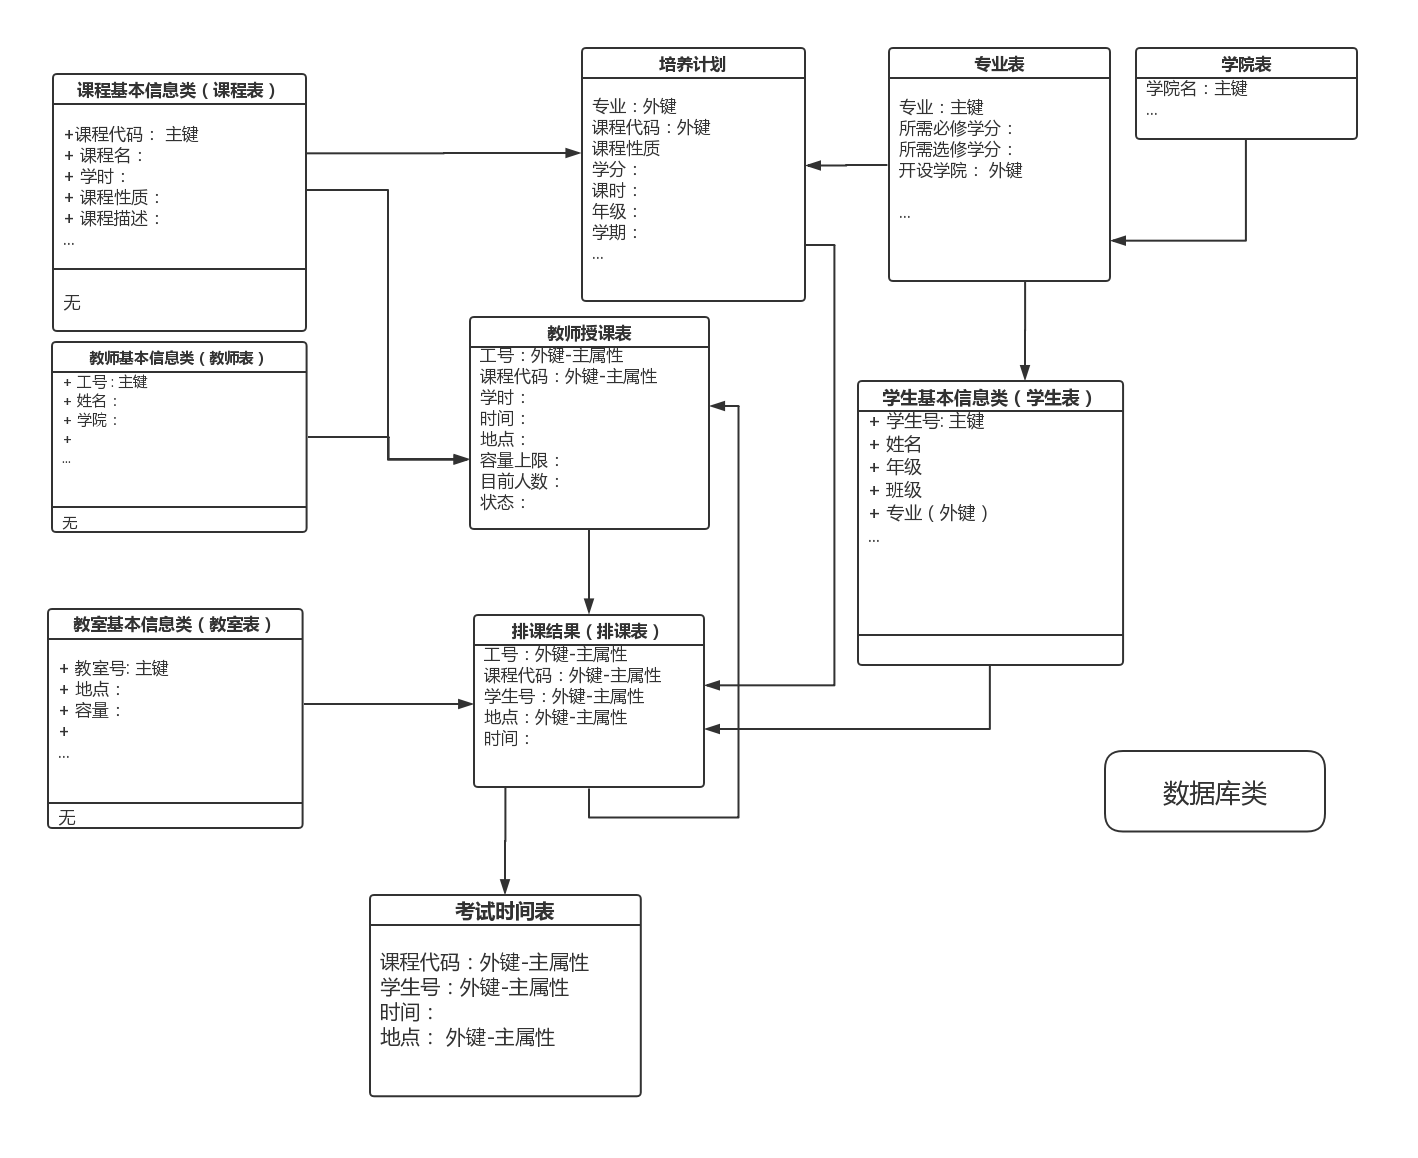 课程基本信息类（课程表）
+课程代码： 主键
+ 课程名：
+ 学时：
+ 课程性质：
+ 课程描述：
...
无
教师基本信息类（教师表）
+ 工号: 主键
+ 姓名：
+ 学院：
+
...
无
教室基本信息类（教室表）
+ 教室号: 主键
+ 地点：
+ 容量：
+
...
无
培养计划
专业：外键
课程代码：外键
课程性质
学分：
课时：
年级：
学期：
...
教师授课表
工号：外键-主属性
课程代码：外键-主属性
学时：
时间：
地点：
容量上限：
目前人数：
状态：
排课结果（排课表）
工号：外键-主属性
课程代码：外键-主属性
学生号：外键-主属性
地点：外键-主属性
时间：
考试时间表
课程代码：外键-主属性
学生号：外键-主属性
时间：
地点： 外键-主属性
专业表
专业：主键
所需必修学分：
所需选修学分：
开设学院： 外键
...
学院表
学院名：主键
...
学生基本信息类（学生表）
+ 学生号: 主键
+ 姓名
+ 年级
+ 班级
+ 专业（外键）
...
数据库类